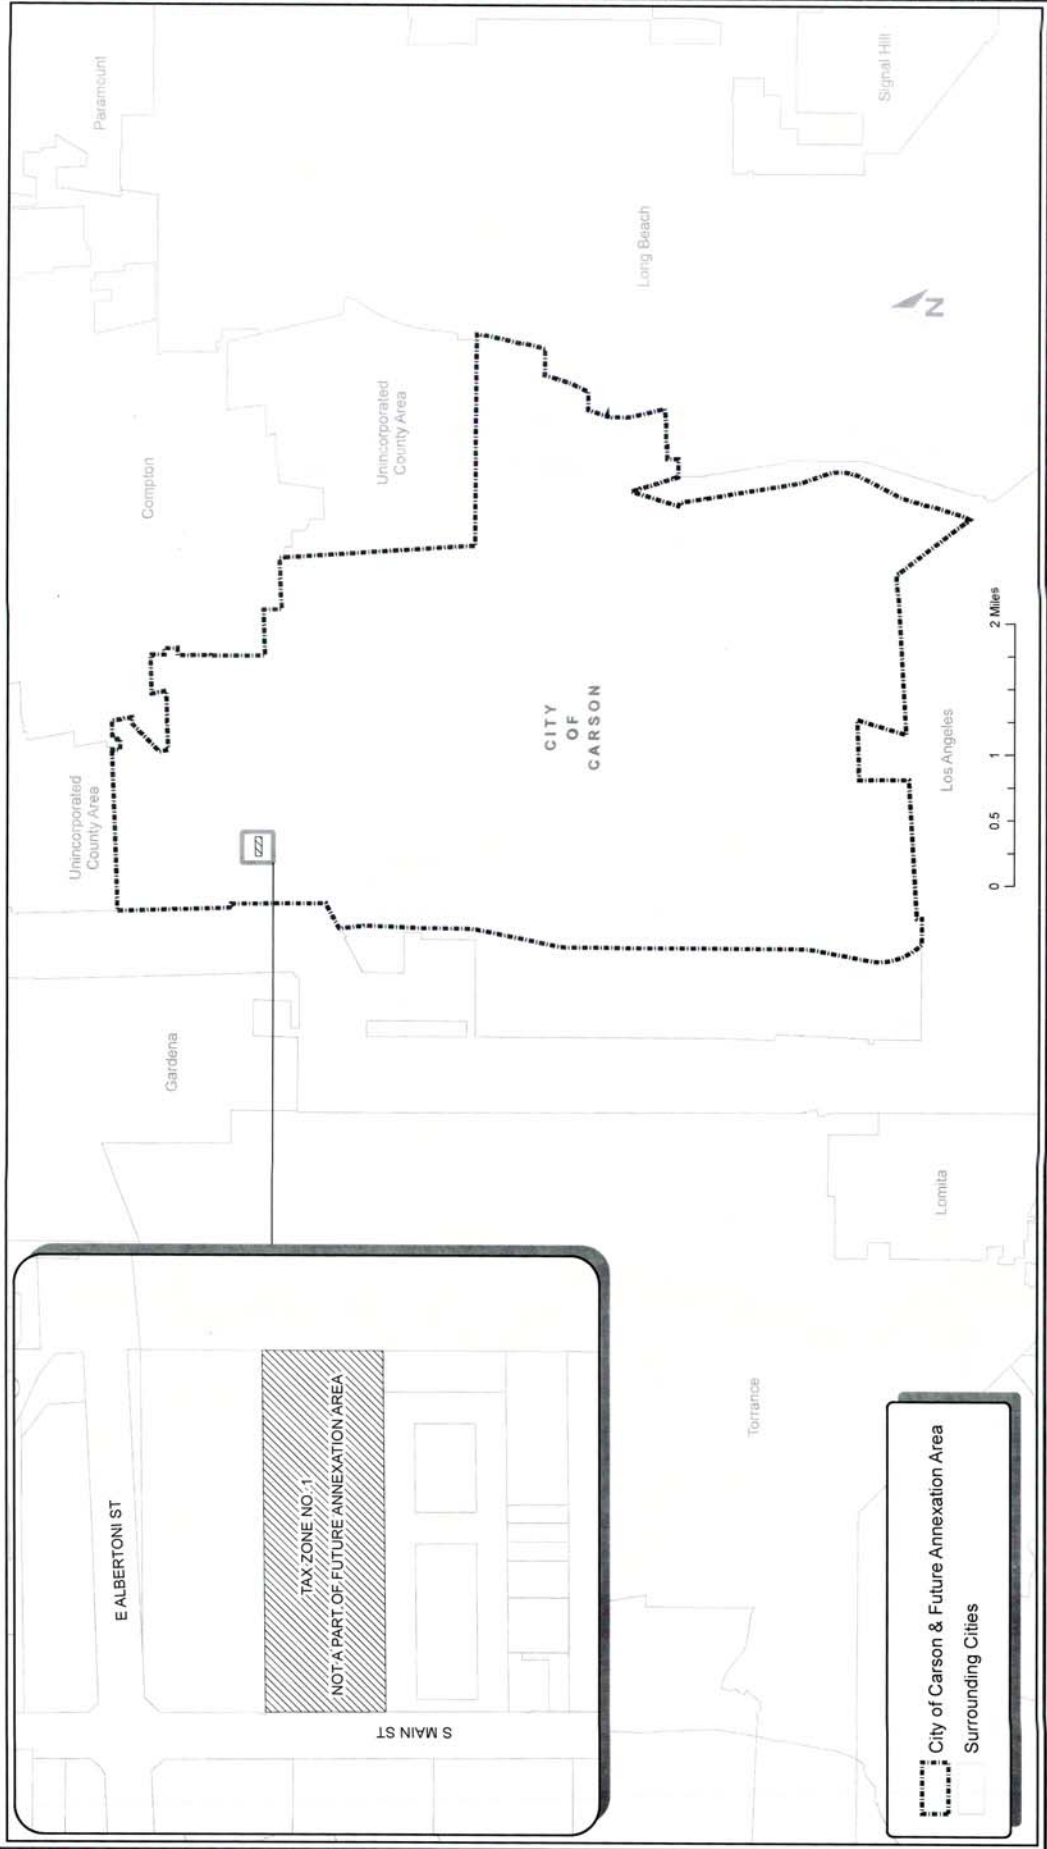 Paramount
Signal Hill
Compton
Unincorporated
County Area
Long Beach
N
Unincorporated
County Area
CITY
OF
CARSON
Los Angeles
0 0.5 1 2 Miles
Gardena
Lomita
Torrance
E ALBERTONI ST
TAX ZONE NO. 1
NOT A PART OF FUTURE ANNEXATION AREA
S MAIN ST
City of Carson & Future Annexation Area
Surrounding Cities